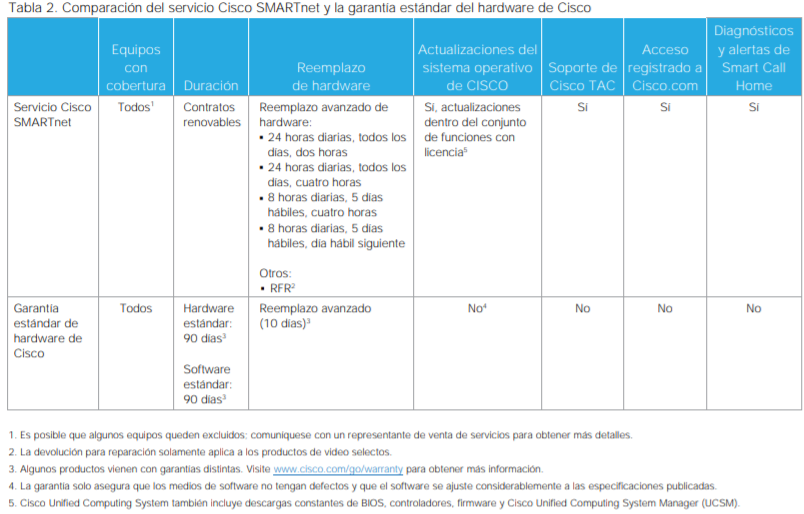 Tabla 2. Comparación del servicio Cisco SMARTnet y la garantía estándar del hardware de Cisco
Equipos con cobertura
Duración
Reemplazo de hardware
Actualizaciones del sistema operativo de CISCO
Soporte de Cisco TAC
Acceso registrado a Cisco.com
Diagnósticos y alertas de Smart Call Home
Servicio Cisco SMARTnet
Todos¹
Contratos renovables
Reemplazo avanzado de hardware:
▪ 24 horas diarias, todos los días, dos horas
▪ 24 horas diarias, todos los días, cuatro horas
▪ 8 horas diarias, 5 días hábiles, cuatro horas
▪ 8 horas diarias, 5 días hábiles, día hábil siguiente
Otros:
▪ RFR²
Sí, actualizaciones dentro del conjunto de funciones con licencia⁵
Sí
Sí
Sí
Garantía estándar de hardware de Cisco
Todos
Hardware estándar: 90 días³
Software estándar: 90 días³
Reemplazo avanzado (10 días)³
No⁴
No
No
No
1. Es posible que algunos equipos queden excluidos: comuníquese con un representante de venta de servicios para obtener más detalles.
2. La devolución para reparación solamente aplica a los productos de video selectos.
3. Algunos productos vienen con garantías distintas. Visite www.cisco.com/go/warranty para obtener más información.
4. La garantía solo asegura que los medios de software no tengan defectos y que el software se ajuste considerablemente a las especificaciones publicadas.
5. Cisco Unified Computing System también incluye descargas constantes de BIOS, controladores, firmware y Cisco Unified Computing System Manager (UCSM).